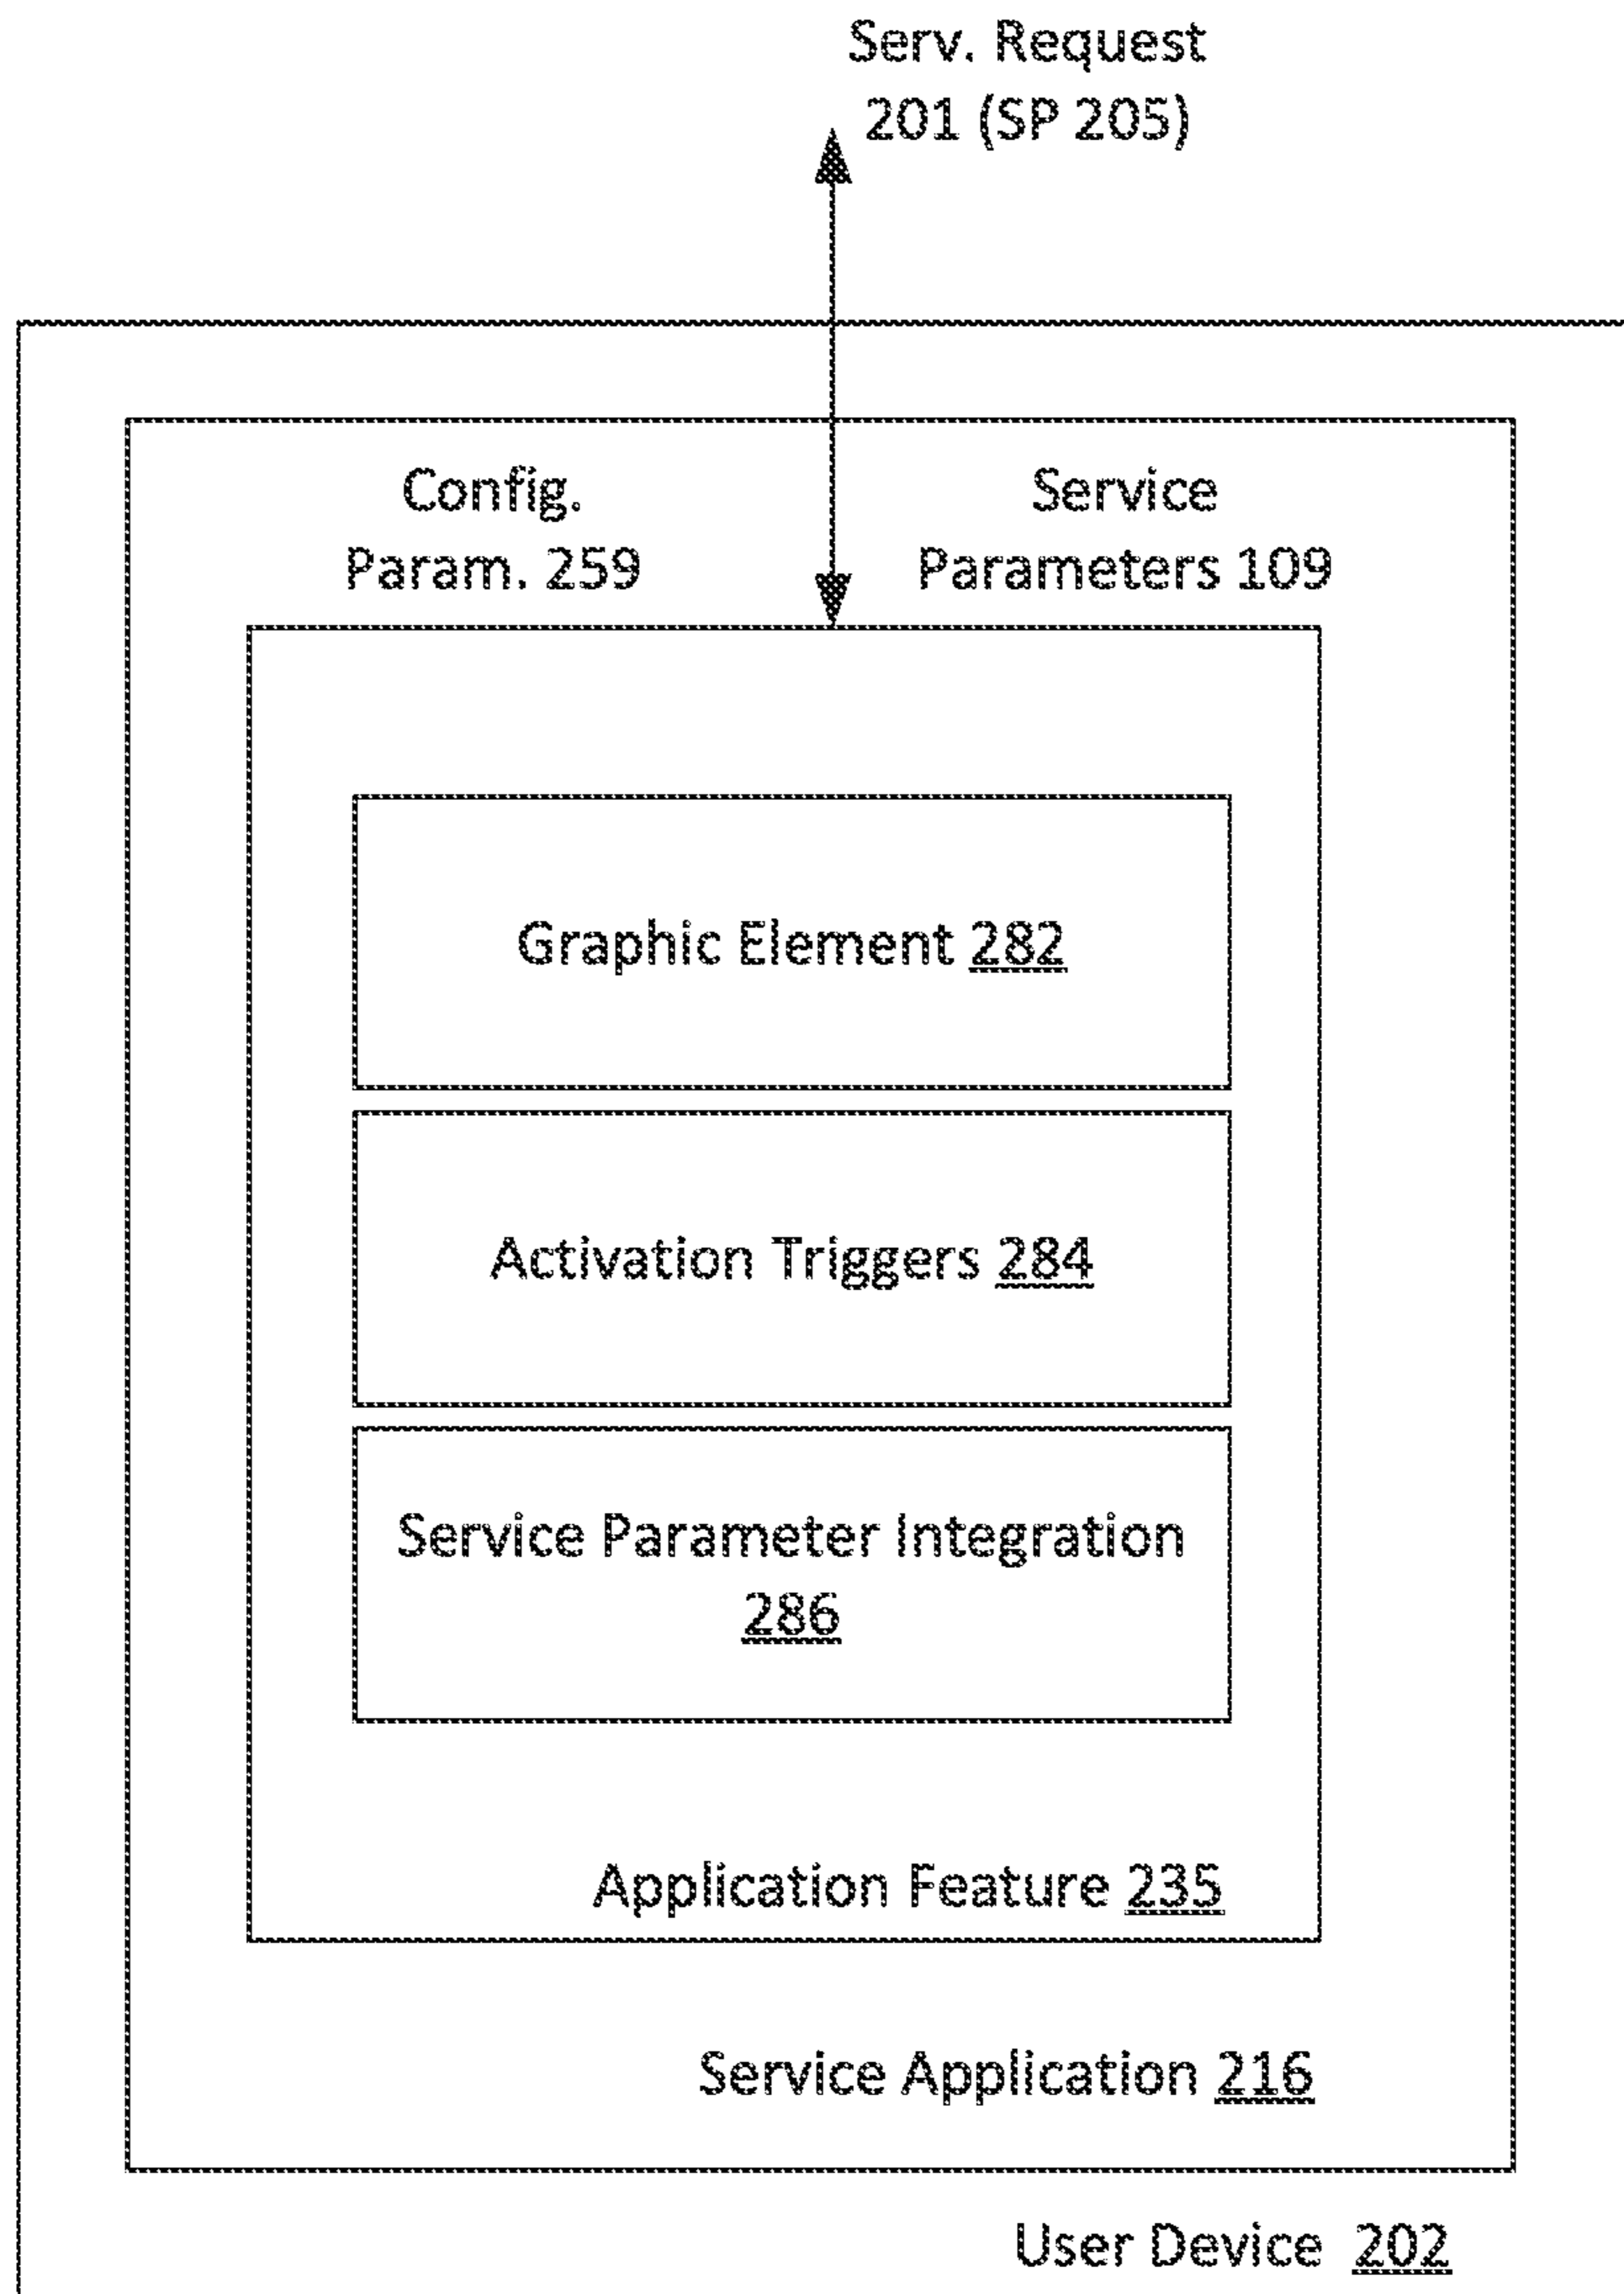 Serv. Request
201 (SP 205)
Config.
Param. 259
Service
Parameters 109
Graphic Element 282
Activation Triggers 284
Service Parameter Integration
286
Application Feature 235
Service Application 216
User Device 202